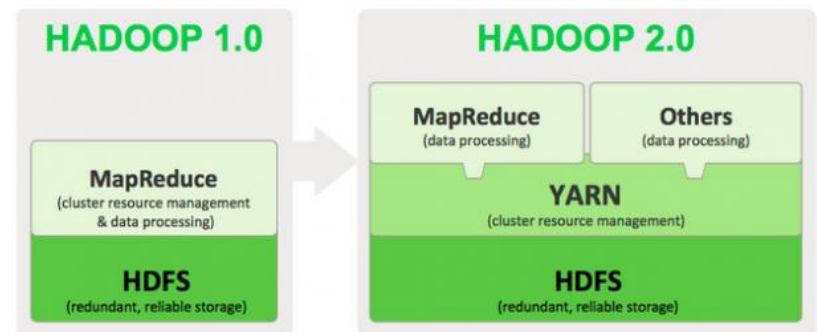 HADOOP 1.0
MapReduce
(cluster resource management
& data processing)
HDFS
(redundant, reliable storage)
HADOOP 2.0
MapReduce
(data processing)
Others
(data processing)
YARN
(cluster resource management)
HDFS
(redundant, reliable storage)